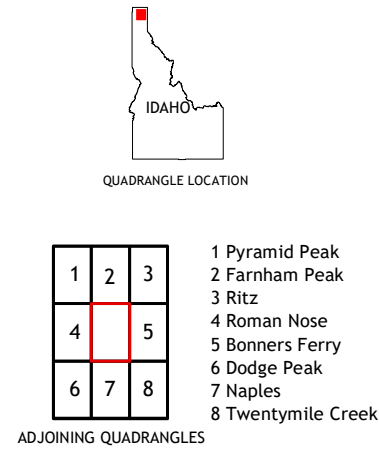 IDAHO
QUADRANGLE LOCATION
1 2 3
4 5
6 7 8
ADJOINING QUADRANGLES
1 Pyramid Peak
2 Farnham Peak
3 Ritz
4 Roman Nose
5 Bonners Ferry
6 Dodge Peak
7 Naples
8 Twentymile Creek